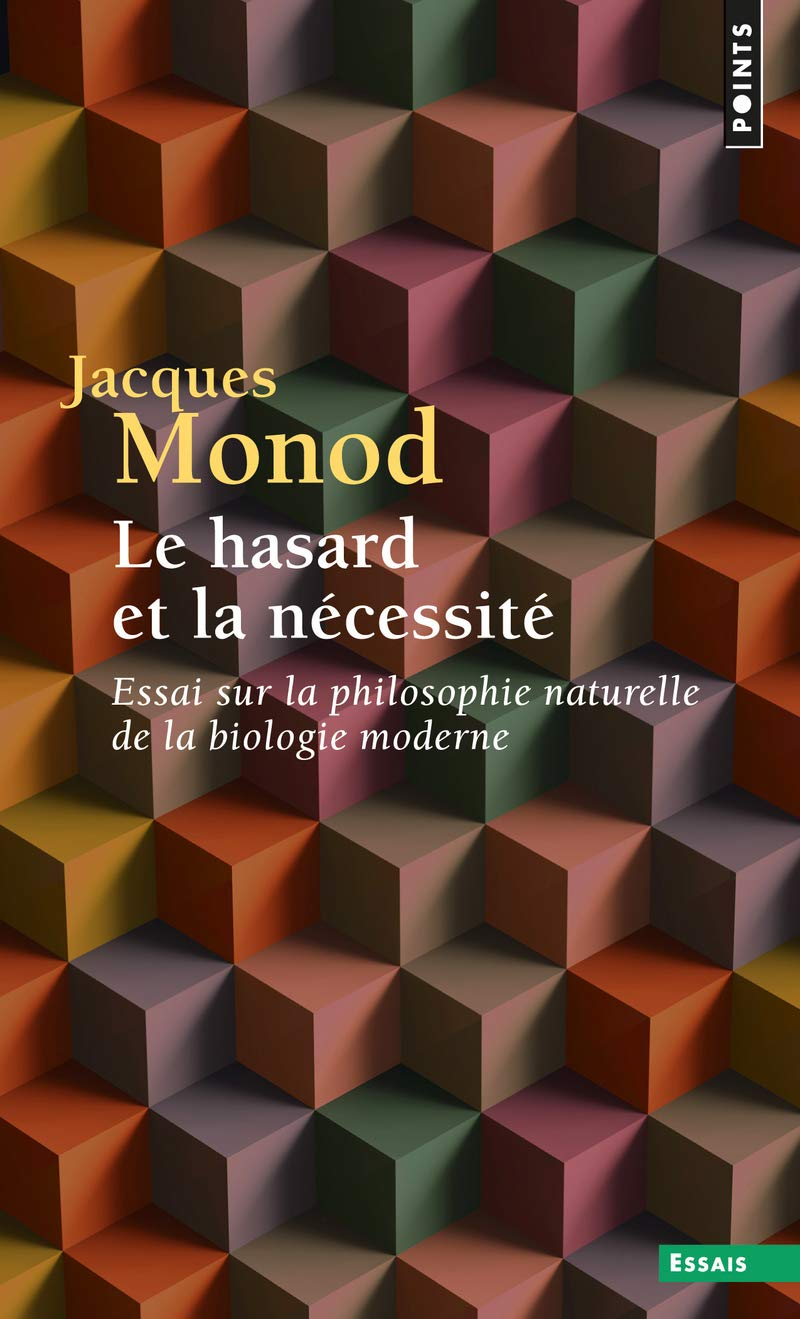 POINTS
Jacques
Monod
Le hasard
et la nécessité
Essai sur la philosophie naturelle
de la biologie moderne
ESSAIS